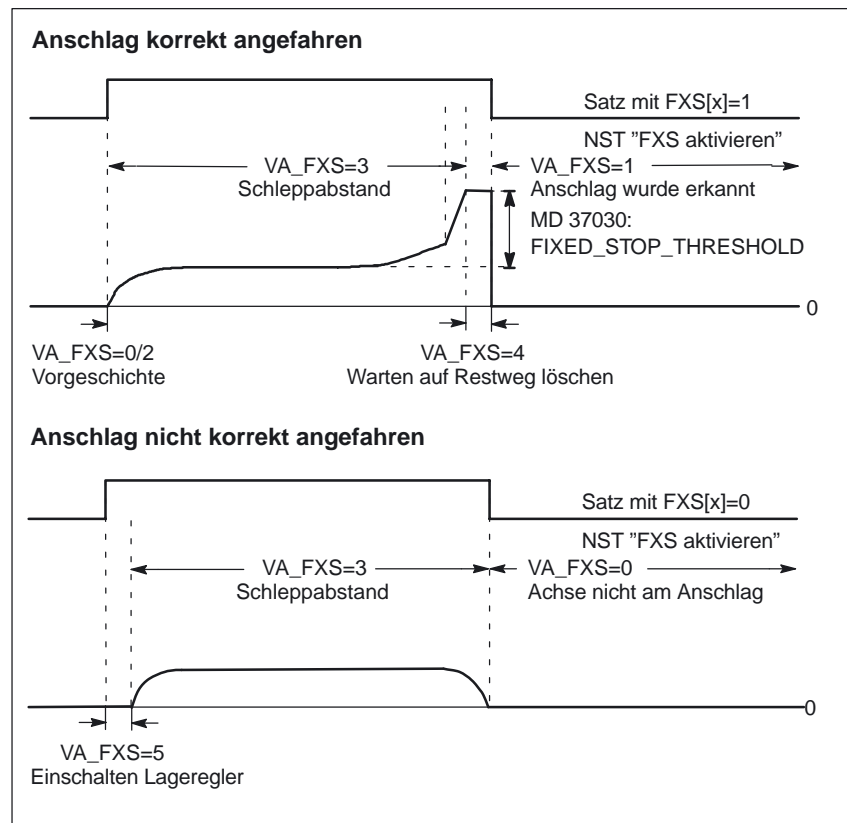 Anschlag korrekt angefahren
Satz mit FXS[x]=1
NST ”FXS aktivieren”
VA_FXS=3
Schleppabstand
VA_FXS=1
Anschlag wurde erkannt
MD 37030:
FIXED_STOP_THRESHOLD
0
VA_FXS=0/2
Vorgeschichte
VA_FXS=4
Warten auf Restweg löschen
Anschlag nicht korrekt angefahren
Satz mit FXS[x]=0
NST ”FXS aktivieren”
VA_FXS=3
Schleppabstand
VA_FXS=0
Achse nicht am Anschlag
0
VA_FXS=5
Einschalten Lageregler